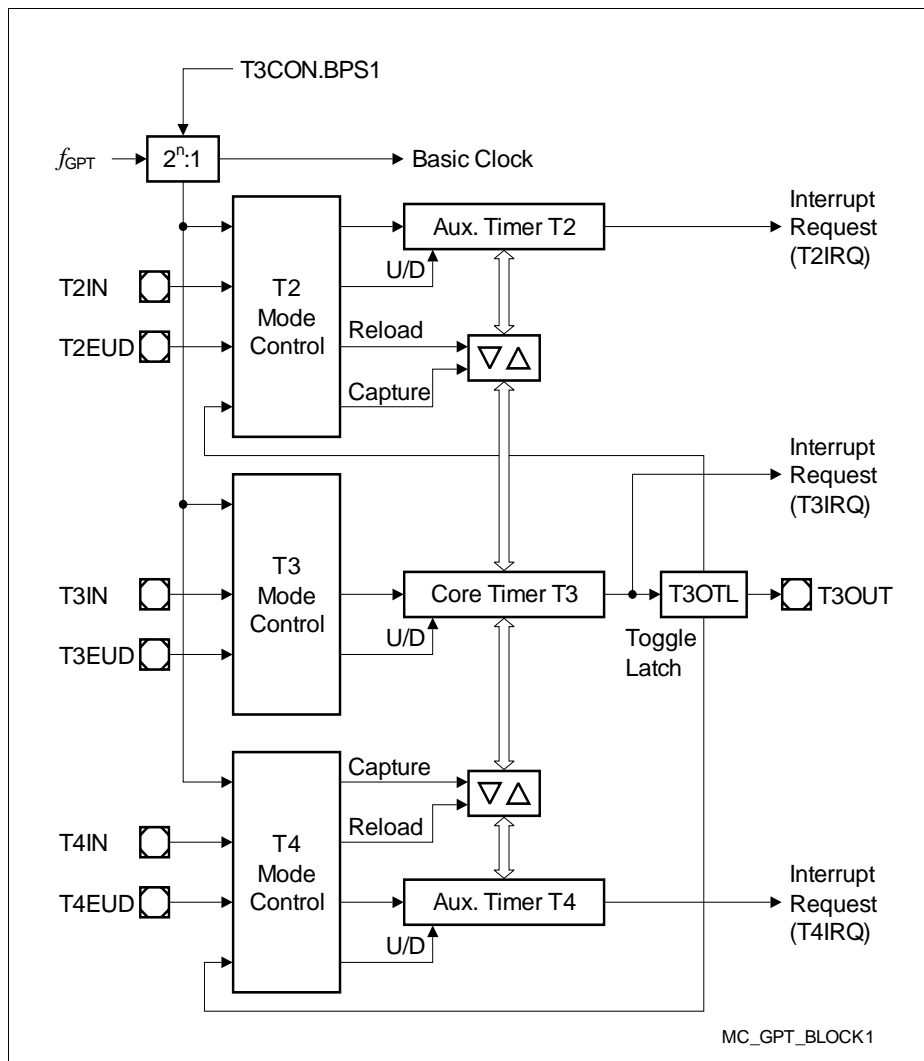 T3CON.BPS1
fGPT
2ⁿ:1
Basic Clock
Interrupt
Request
(T2IRQ)
Aux. Timer T2
U/D
T2IN
T2
Mode
Control
T2EUD
Reload
Capture
Interrupt
Request
(T3IRQ)
T3IN
T3
Mode
Control
Core Timer T3
T3OTL
T3OUT
U/D
T3EUD
Toggle
Latch
Capture
Reload
T4IN
T4
Mode
Control
T4EUD
Aux. Timer T4
U/D
Interrupt
Request
(T4IRQ)
MC_GPT_BLOCK1